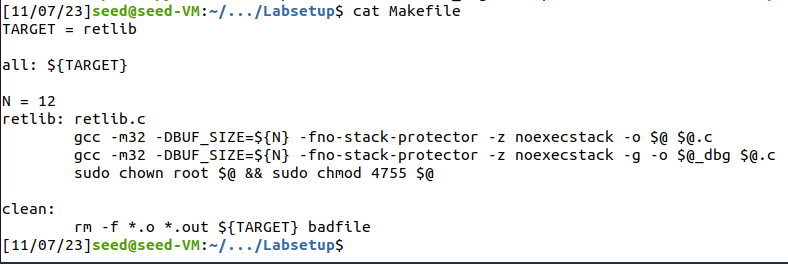 [11/07/23]seed@seed-VM:~/.../Labsetup$ cat Makefile
TARGET = retlib

all: ${TARGET}

N = 12
retlib: retlib.c
        gcc -m32 -DBUF_SIZE=${N} -fno-stack-protector -z noexecstack -o $@ $@.c
        gcc -m32 -DBUF_SIZE=${N} -fno-stack-protector -z noexecstack -g -o $@_dbg $@.c
        sudo chown root $@ && sudo chmod 4755 $@

clean:
        rm -f *.o *.out ${TARGET} badfile
[11/07/23]seed@seed-VM:~/.../Labsetup$